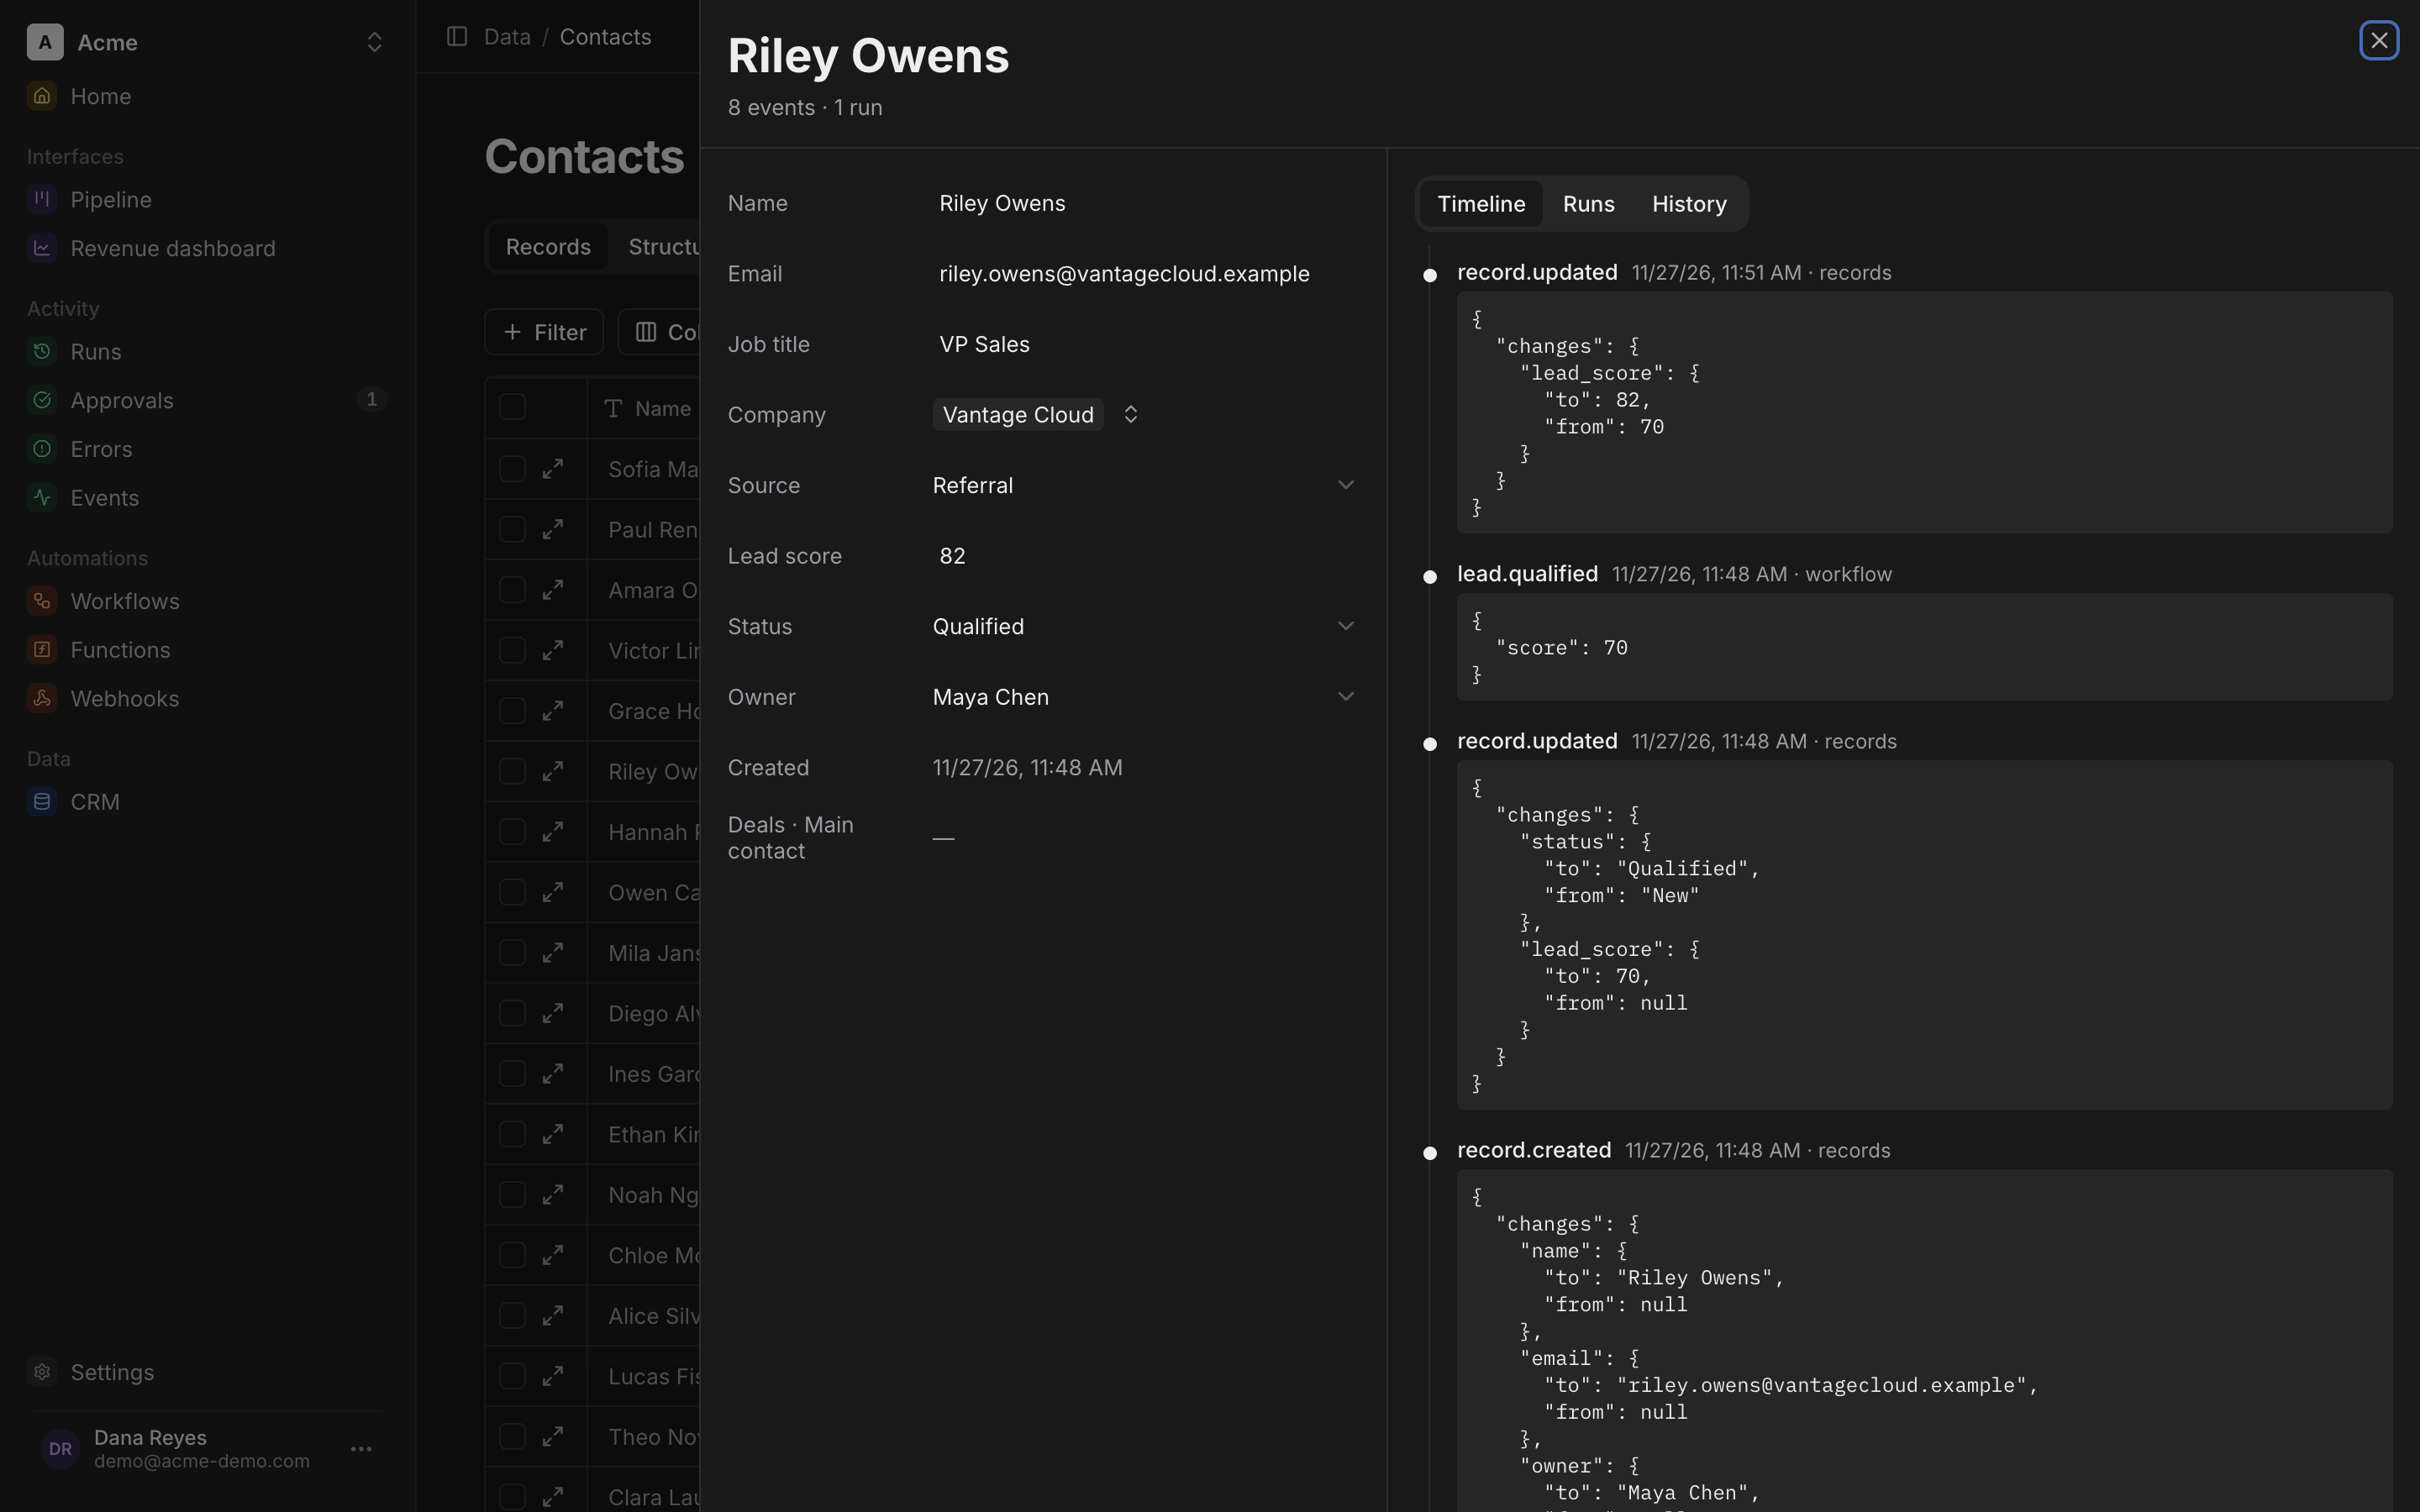 A Acme
Home
Interfaces
Pipeline
Revenue dashboard
Activity
Runs
Approvals 1
Errors
Events
Automations
Workflows
Functions
Webhooks
Data
CRM
Settings
DR Dana Reyes
demo@acme-demo.com
Data / Contacts
Contacts
Records Structu
Filter Col
Name
Sofia Ma
Paul Ren
Amara O
Victor Lin
Grace Ho
Riley Ow
Hannah P
Owen Ca
Mila Jans
Diego Alv
Ines Garc
Ethan Kin
Noah Ng
Chloe Mo
Alice Silv
Lucas Fis
Theo Nov
Clara Lau
Riley Owens
8 events · 1 run
Name Riley Owens
Email riley.owens@vantagecloud.example
Job title VP Sales
Company Vantage Cloud
Source Referral
Lead score 82
Status Qualified
Owner Maya Chen
Created 11/27/26, 11:48 AM
Deals · Main
contact —
Timeline Runs History
record.updated 11/27/26, 11:51 AM · records
{
"changes": {
"lead_score": {
"to": 82,
"from": 70
}
}
}
lead.qualified 11/27/26, 11:48 AM · workflow
{
"score": 70
}
record.updated 11/27/26, 11:48 AM · records
{
"changes": {
"status": {
"to": "Qualified",
"from": "New"
},
"lead_score": {
"to": 70,
"from": null
}
}
}
record.created 11/27/26, 11:48 AM · records
{
"changes": {
"name": {
"to": "Riley Owens",
"from": null
},
"email": {
"to": "riley.owens@vantagecloud.example",
"from": null
},
"owner": {
"to": "Maya Chen",